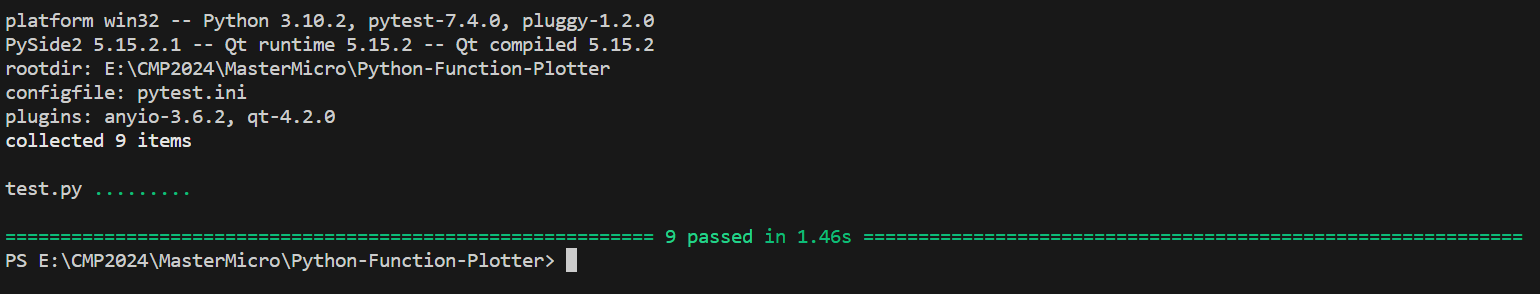 platform win32 -- Python 3.10.2, pytest-7.4.0, pluggy-1.2.0
PySide2 5.15.2.1 -- Qt runtime 5.15.2 -- Qt compiled 5.15.2
rootdir: E:\CMP2024\MasterMicro\Python-Function-Plotter
configfile: pytest.ini
plugins: anyio-3.6.2, qt-4.2.0
collected 9 items
test.py .........
=========================================================== 9 passed in 1.46s ============================================================
PS E:\CMP2024\MasterMicro\Python-Function-Plotter>